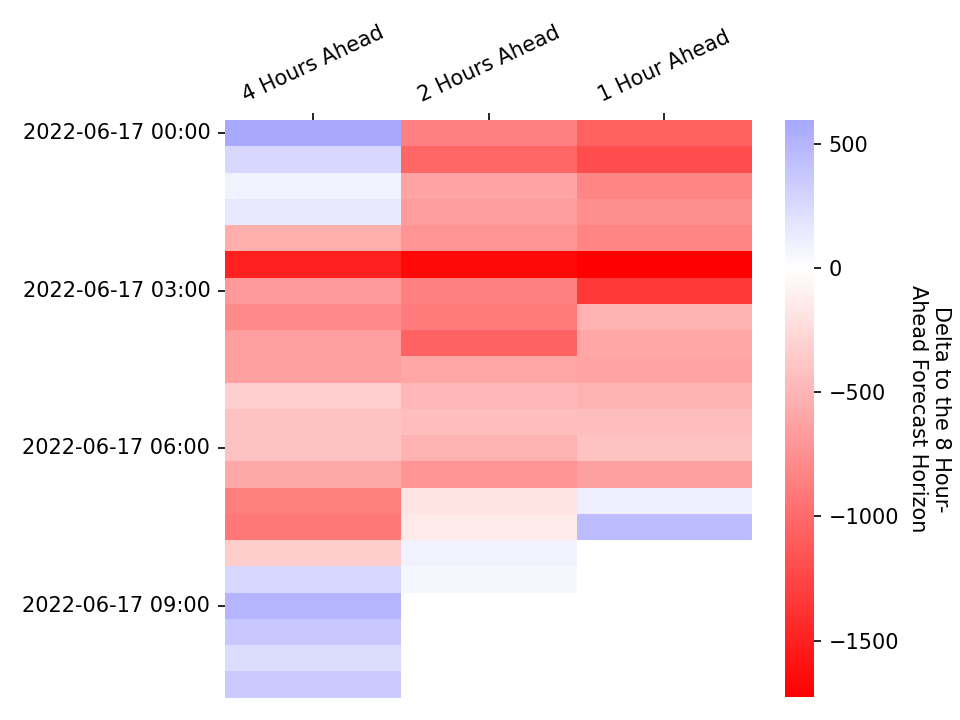 4 Hours Ahead
2 Hours Ahead
1 Hour Ahead
2022-06-17 00:00
2022-06-17 03:00
2022-06-17 06:00
2022-06-17 09:00
500
0
−500
−1000
−1500
Delta to the 8 Hour-
Ahead Forecast Horizon